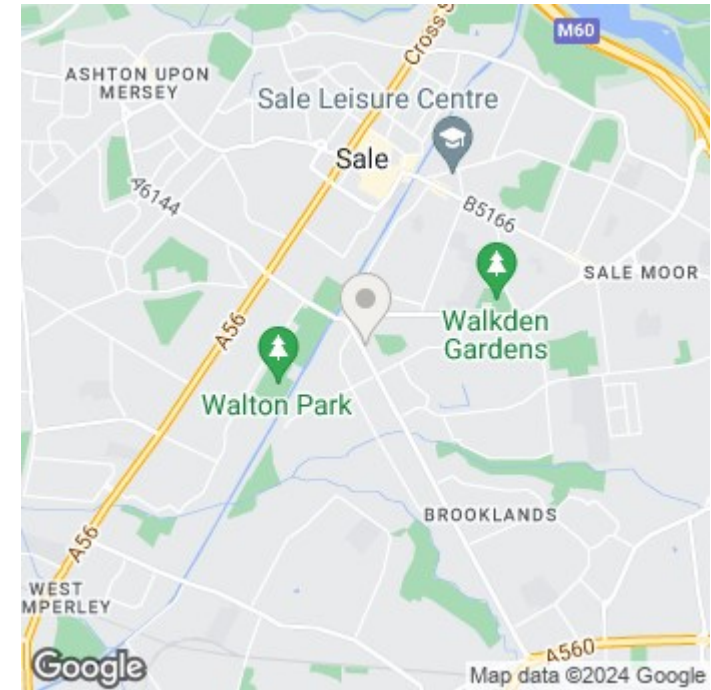 M60
Cross S
ASHTON UPON
MERSEY
Sale Leisure Centre
Sale
A6144
B5166
SALE MOOR
Walkden
Gardens
A56
Walton Park
BROOKLANDS
A56
WEST
MPERLEY
A560
Google
Map data ©2024 Google